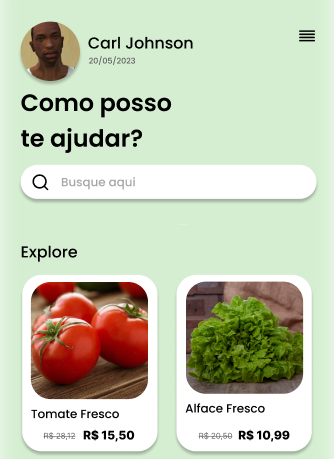 Carl Johnson
20/05/2023
Como posso
te ajudar?
Busque aqui
Explore
Tomate Fresco
R$ 28,12 R$ 15,50
Alface Fresco
R$ 20,50 R$ 10,99